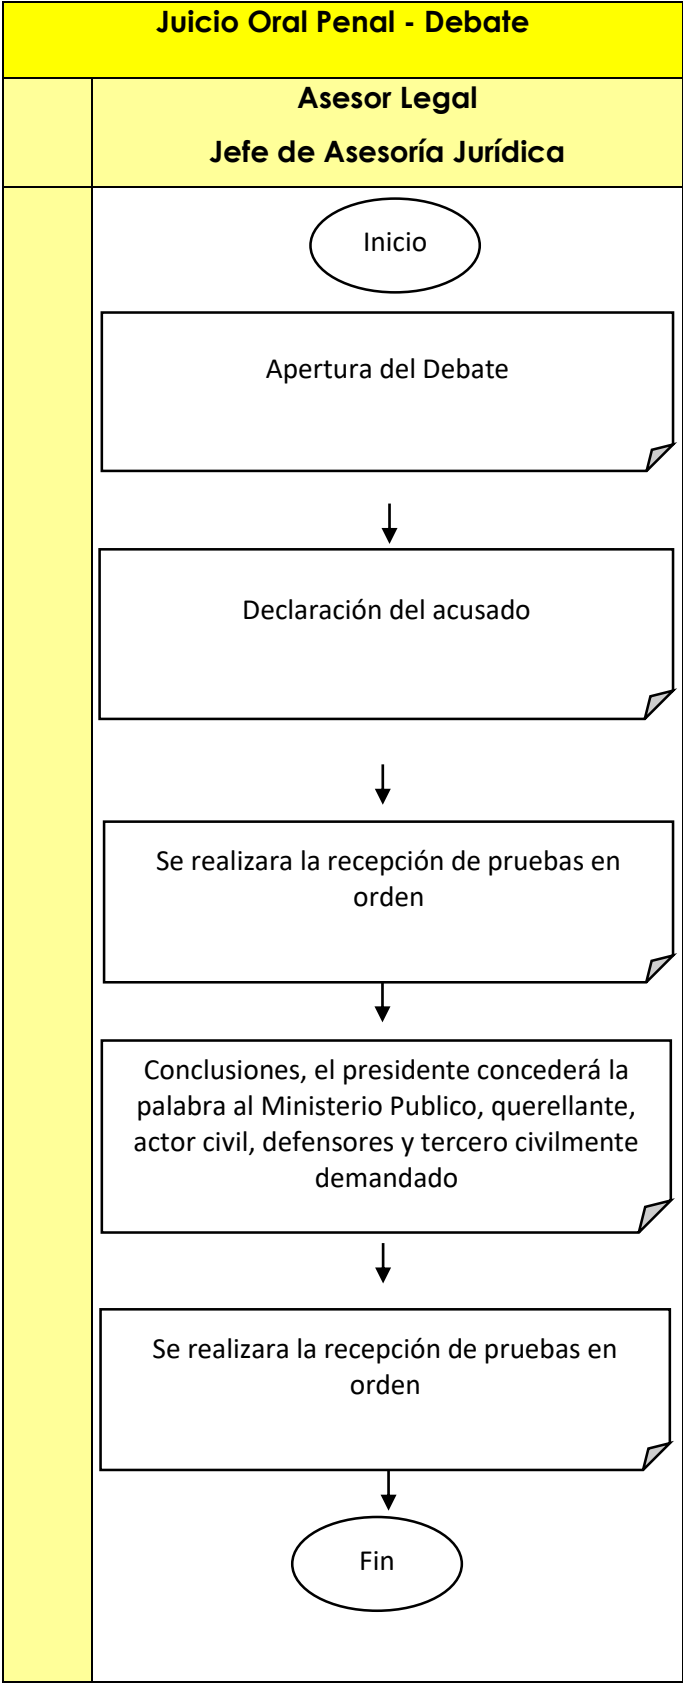 Juicio Oral Penal - Debate
Asesor Legal
Jefe de Asesoría Jurídica
Inicio
Apertura del Debate
Declaración del acusado
Se realizara la recepción de pruebas en
orden
Conclusiones, el presidente concederá la
palabra al Ministerio Publico, querellante,
actor civil, defensores y tercero civilmente
demandado
Se realizara la recepción de pruebas en
orden
Fin